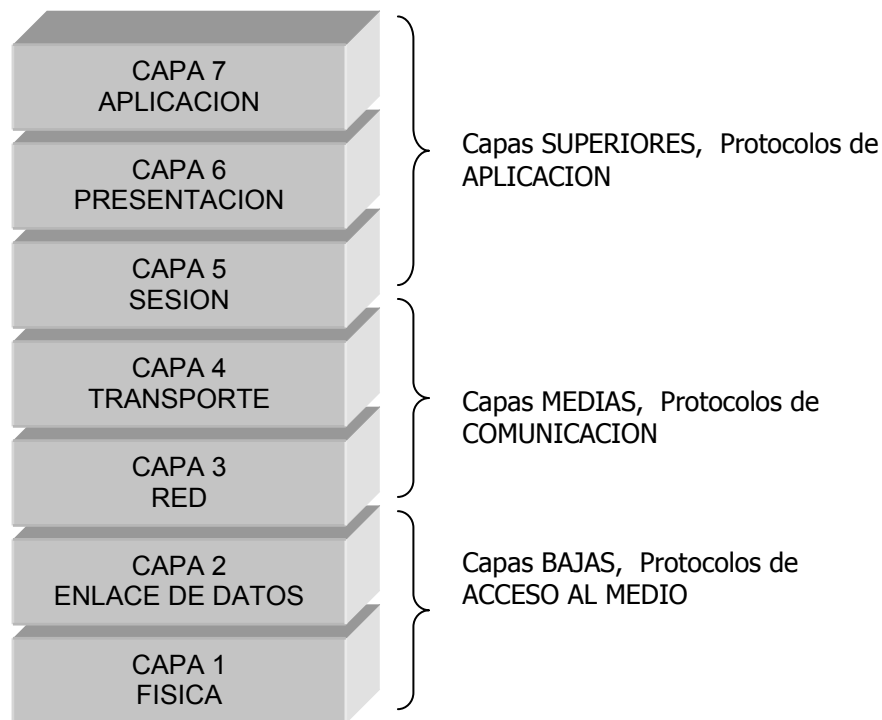 CAPA 7
APLICACION
CAPA 6
PRESENTACION
CAPA 5
SESION
CAPA 4
TRANSPORTE
CAPA 3
RED
CAPA 2
ENLACE DE DATOS
CAPA 1
FISICA
Capas SUPERIORES, Protocolos de
APLICACION
Capas MEDIAS, Protocolos de
COMUNICACION
Capas BAJAS, Protocolos de
ACCESO AL MEDIO